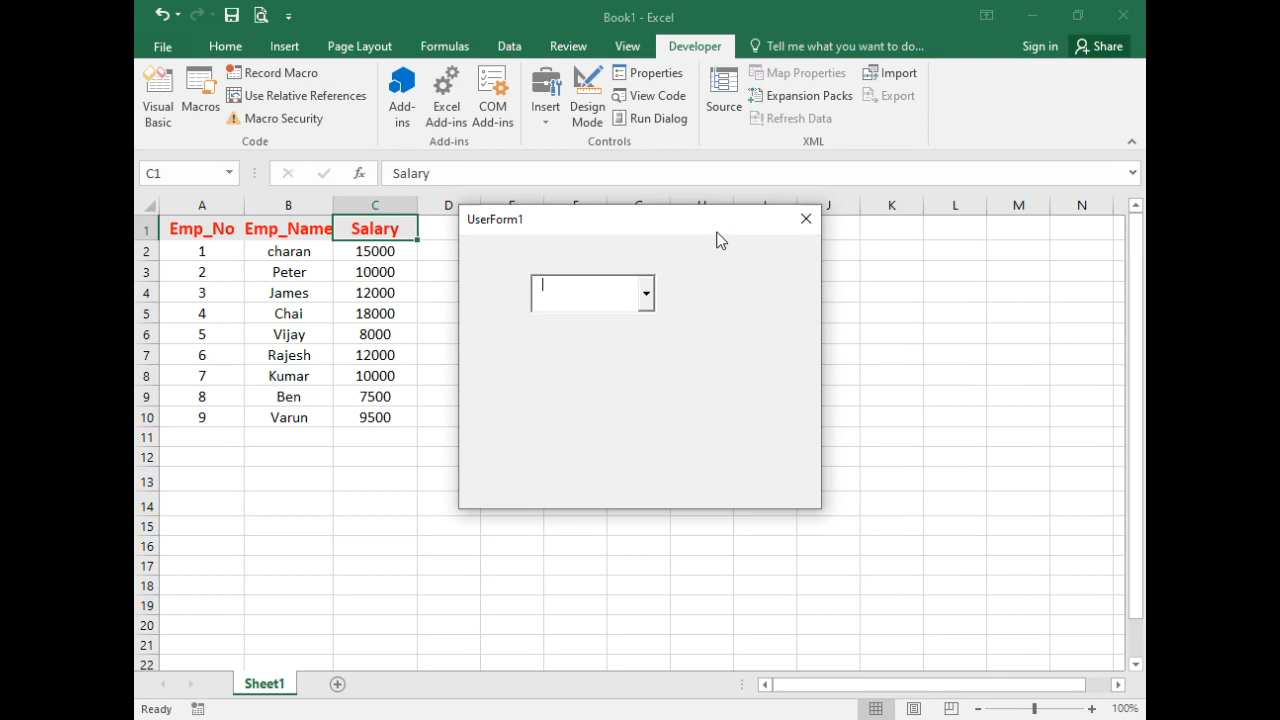 Book1 - Excel
File Home Insert Page Layout Formulas Data Review View Developer Tell me what you want to do... Sign in Share
Visual Basic
Macros
Record Macro
Use Relative References
Macro Security
Code
Add-ins
Excel Add-ins
COM Add-ins
Add-ins
Insert
Design Mode
Properties
View Code
Run Dialog
Controls
Source
Map Properties
Expansion Packs
Refresh Data
Import
Export
XML
C1 fx Salary
A B C D J K L M N
1 Emp_No Emp_Name Salary
2 1 charan 15000
3 2 Peter 10000
4 3 James 12000
5 4 Chai 18000
6 5 Vijay 8000
7 6 Rajesh 12000
8 7 Kumar 10000
9 8 Ben 7500
10 9 Varun 9500
11
12
13
14
15
16
17
18
19
20
21
22
UserForm1
Sheet1
Ready 100%